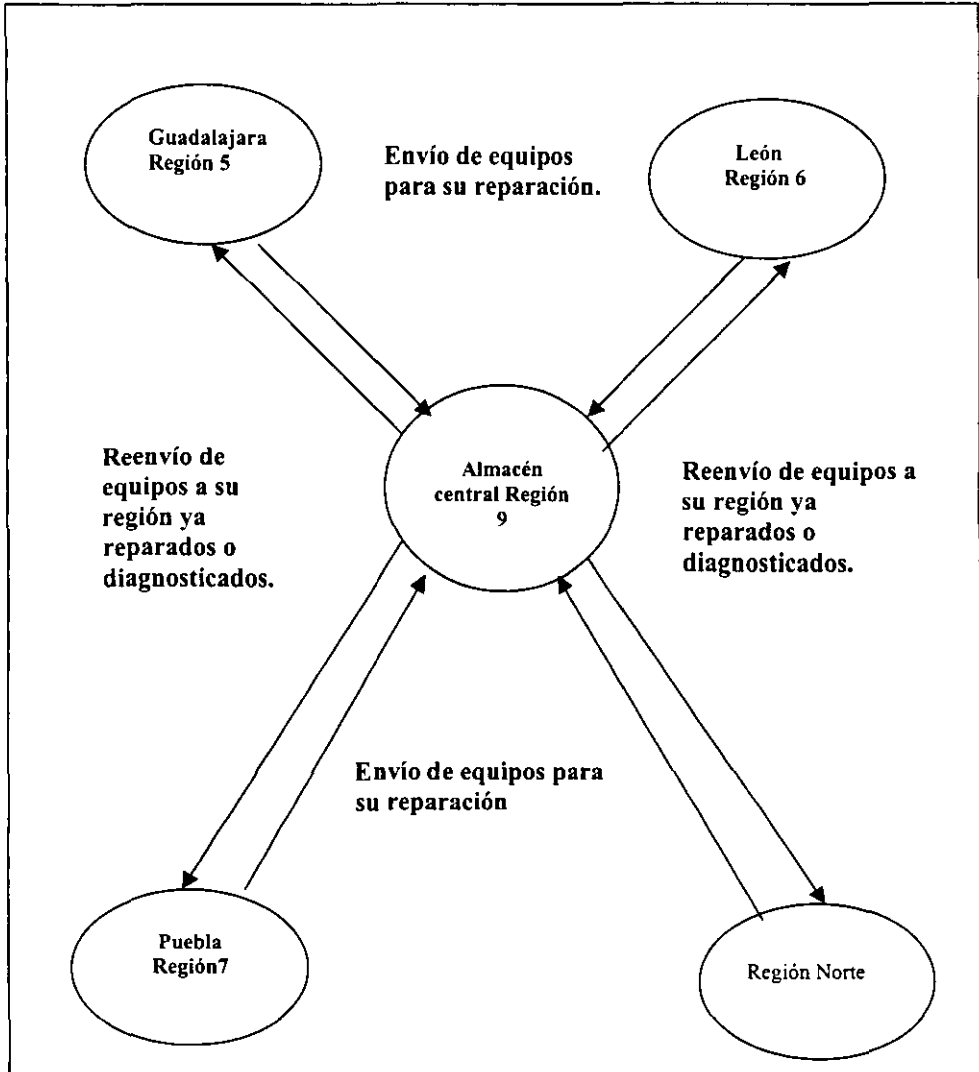 Guadalajara
Región 5
Envío de equipos
para su reparación.
León
Región 6
Reenvío de
equipos a su
región ya
reparados o
diagnosticados.
Almacén
central Región
9
Reenvío de equipos a
su región ya
reparados o
diagnosticados.
Envío de equipos para
su reparación
Puebla
Región7
Región Norte